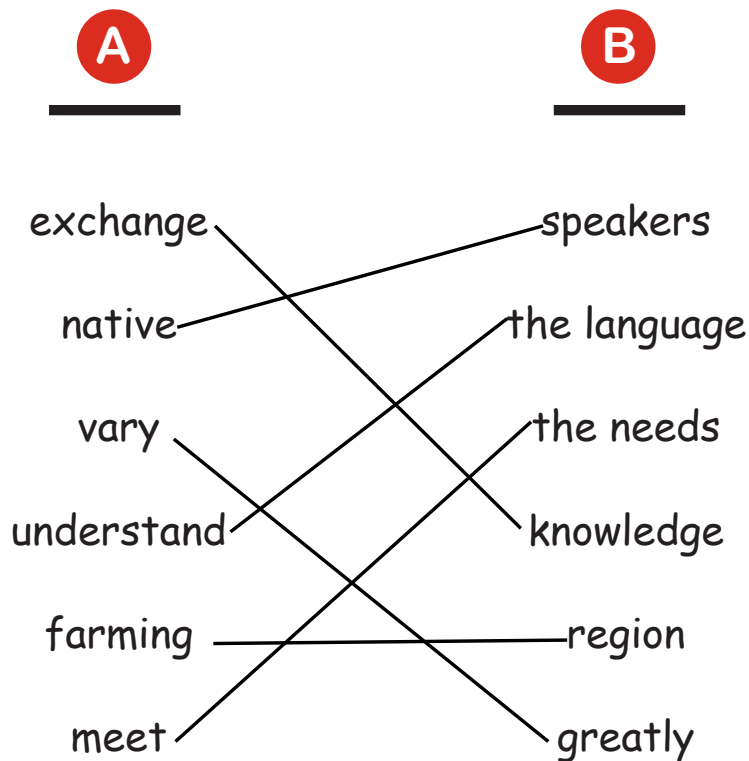 A B
exchange speakers
native the language
vary the needs
understand knowledge
farming region
meet greatly